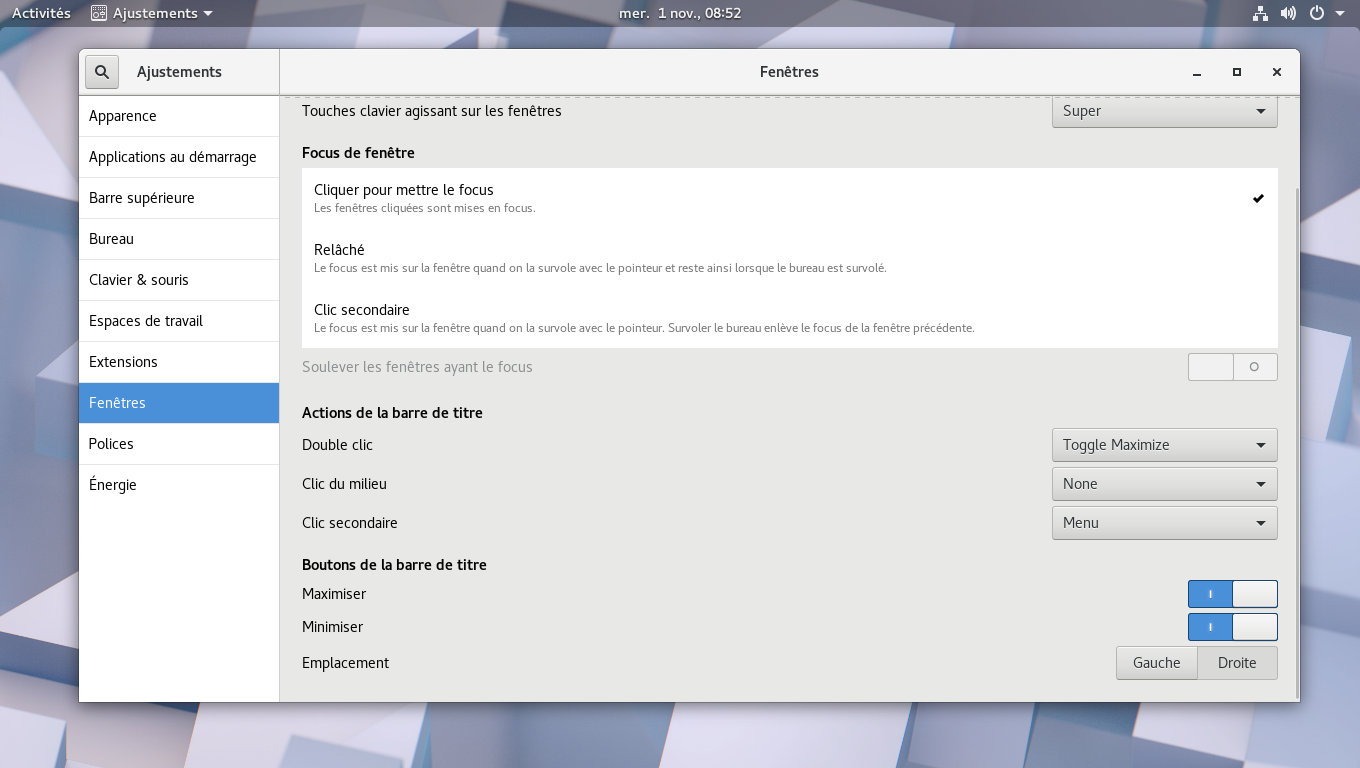 Activités
Ajustements
mer. 1 nov., 08:52
Ajustements
Fenêtres
Apparence
Applications au démarrage
Barre supérieure
Bureau
Clavier & souris
Espaces de travail
Extensions
Fenêtres
Polices
Énergie
Touches clavier agissant sur les fenêtres
Super
Focus de fenêtre
Cliquer pour mettre le focus
Les fenêtres cliquées sont mises en focus.
Relâché
Le focus est mis sur la fenêtre quand on la survole avec le pointeur et reste ainsi lorsque le bureau est survolé.
Clic secondaire
Le focus est mis sur la fenêtre quand on la survole avec le pointeur. Survoler le bureau enlève le focus de la fenêtre précédente.
Soulever les fenêtres ayant le focus
Actions de la barre de titre
Double clic
Toggle Maximize
Clic du milieu
None
Clic secondaire
Menu
Boutons de la barre de titre
Maximiser
Minimiser
Emplacement
Gauche
Droite